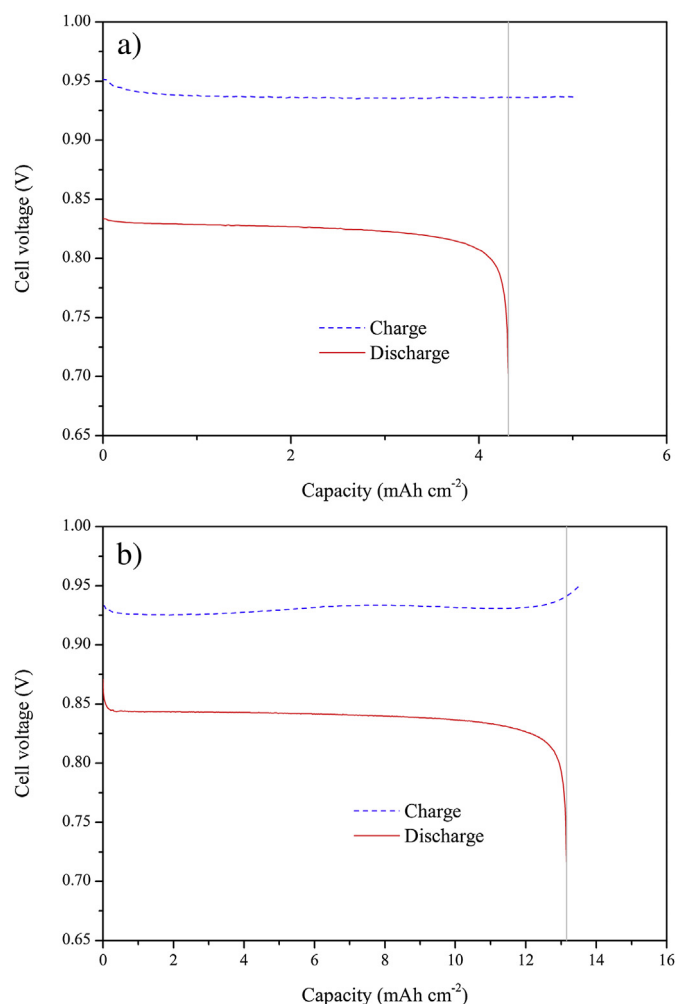 a)
1.00
0.95
0.90
0.85
0.80
0.75
0.70
0.65
Cell voltage (V)
Charge
Discharge
0
2
4
6
Capacity (mAh cm-2)
b)
1.00
0.95
0.90
0.85
0.80
0.75
0.70
0.65
Cell voltage (V)
Charge
Discharge
0
2
4
6
8
10
12
14
16
Capacity (mAh cm-2)